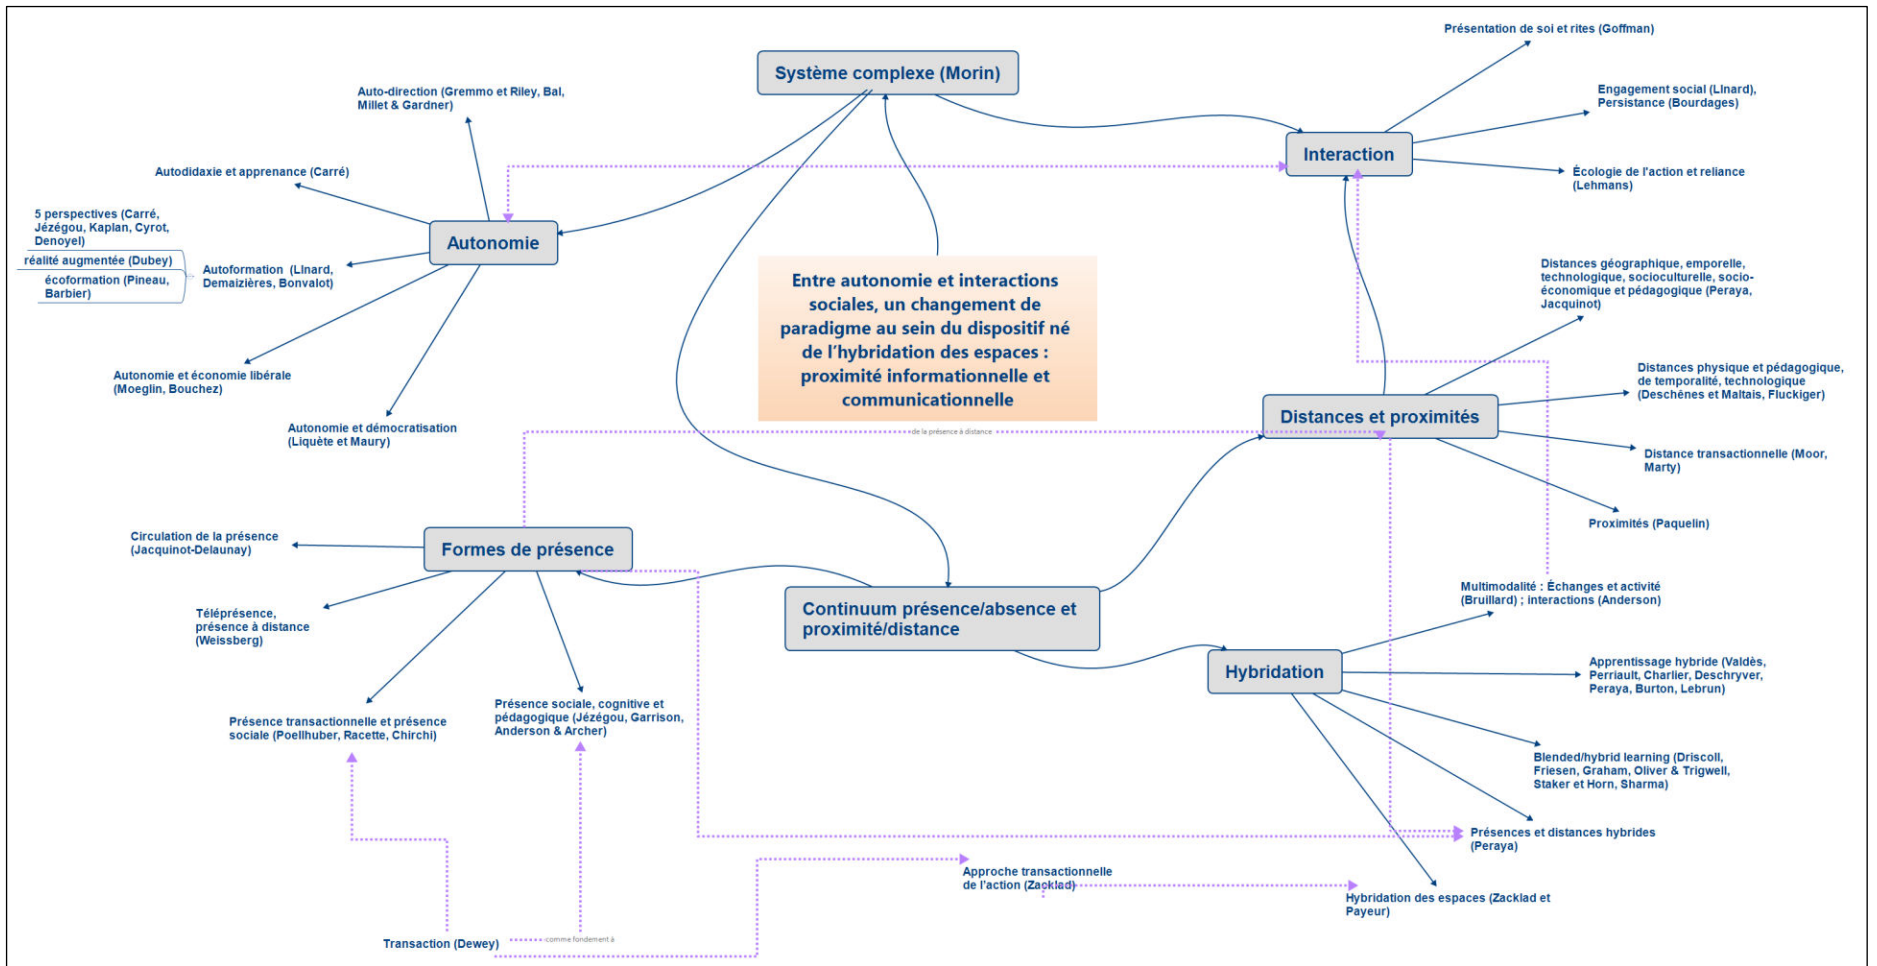 Système complexe (Morin)
Présentation de soi et rites (Goffman)
Engagement social (LInard),
Persistance (Bourdages)
Interaction
Écologie de l'action et reliance
(Lehmans)
Auto-direction (Gremmo et Riley, Bal,
Millet & Gardner)
Autodidaxie et apprenance (Carré)
5 perspectives (Carré,
Jézégou, Kaplan, Cyrot,
Denoyel)
réalité augmentée (Dubey)
écoformation (Pineau,
Barbier)
Autonomie
Autoformation (LInard,
Demaizières, Bonvalot)
Autonomie et économie libérale
(Moeglin, Bouchez)
Autonomie et démocratisation
(Liquète et Maury)
Entre autonomie et interactions
sociales, un changement de
paradigme au sein du dispositif né
de l'hybridation des espaces :
proximité informationnelle et
communicationnelle
Distances géographique, emporelle,
technologique, socioculturelle, socio-
économique et pédagogique (Peraya,
Jacquinot)
Distances physique et pédagogique,
de temporalité, technologique
(Deschênes et Maltais, Fluckiger)
Distances et proximités
Distance transactionnelle (Moor,
Marty)
Proximités (Paquelin)
de la présence à distance
Circulation de la présence
(Jacquinot-Delaunay)
Formes de présence
Téléprésence,
présence à distance
(Weissberg)
Présence transactionnelle et présence
sociale (Poellhuber, Racette, Chirchi)
Présence sociale, cognitive et
pédagogique (Jézégou, Garrison,
Anderson & Archer)
Continuum présence/absence et
proximité/distance
Multimodalité : Échanges et activité
(Bruillard) ; interactions (Anderson)
Hybridation
Apprentissage hybride (Valdès,
Perriault, Charlier, Deschryver,
Peraya, Burton, Lebrun)
Blended/hybrid learning (Driscoll,
Friesen, Graham, Oliver & Trigwell,
Staker et Horn, Sharma)
Présences et distances hybrides
(Peraya)
Approche transactionnelle
de l'action (Zacklad)
Hybridation des espaces (Zacklad et
Payeur)
Transaction (Dewey)
comme fondement à